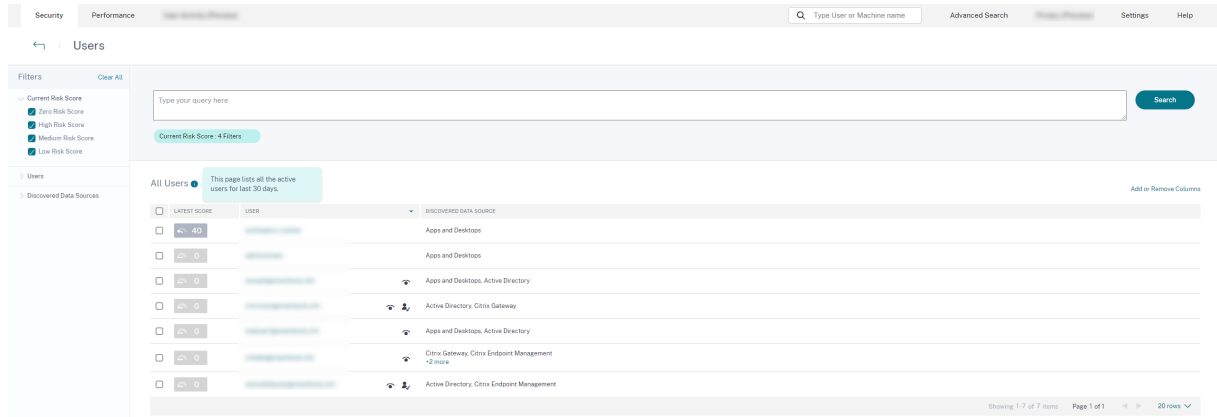 Security Performance Type User or Machine name Advanced Search Settings Help
Users
Filters Clear All
Current Risk Score
Zero Risk Score
High Risk Score
Medium Risk Score
Low Risk Score
Users
Discovered Data Sources
Type your query here
Search
Current Risk Score : 4 Filters
All Users
This page lists all the active
users for last 30 days.
Add or Remove Columns
LATEST SCORE USER DISCOVERED DATA SOURCE
40 Apps and Desktops
0 Apps and Desktops
0 Apps and Desktops, Active Directory
0 Active Directory, Citrix Gateway
0 Apps and Desktops, Active Directory
0 Citrix Gateway, Citrix Endpoint Management
+2 more
0 Active Directory, Citrix Endpoint Management
Showing 1-7 of 7 items Page 1 of 1 20 rows